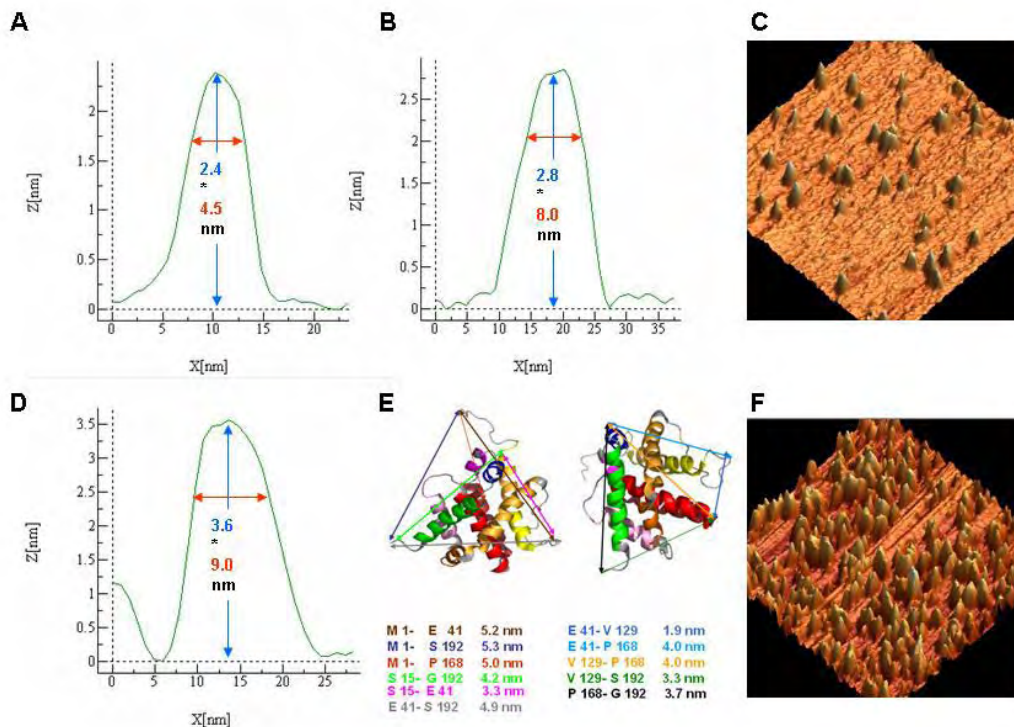 A
Z[nm]
2
1.5
1
0.5
0
2.4
*
4.5
nm
0 5 10 15 20
X[nm]
B
Z[nm]
2.5
2
1.5
1
0.5
0
2.8
*
8.0
nm
0 5 10 15 20 25 30 35
X[nm]
C
D
Z[nm]
3.5
3
2.5
2
1.5
1
0.5
0
3.6
*
9.0
nm
0 5 10 15 20 25
X[nm]
E
M 1- E 41 5.2 nm
M 1- S 192 5.3 nm
M 1- P 168 5.0 nm
S 15- G 192 4.2 nm
S 15- E 41 3.3 nm
E 41- S 192 4.9 nm
E 41- V 129 1.9 nm
E 41- P 168 4.0 nm
V 129- P 168 4.0 nm
V 129- S 192 3.3 nm
P 168- G 192 3.7 nm
F